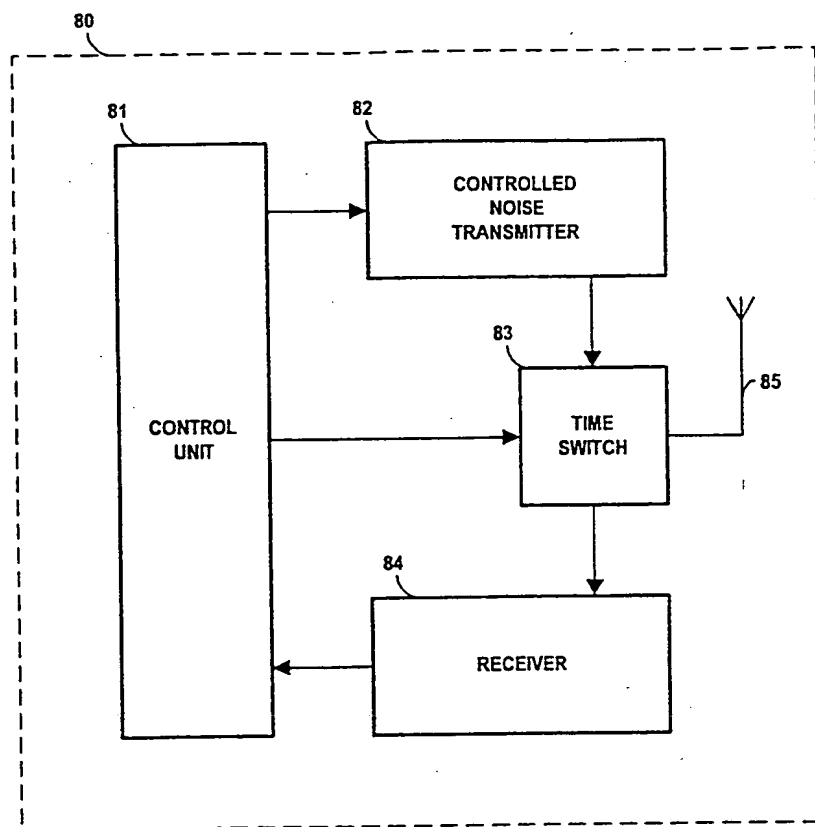 80
81
82
CONTROLLED
NOISE
TRANSMITTER
83
85
CONTROL
UNIT
TIME
SWITCH
84
RECEIVER